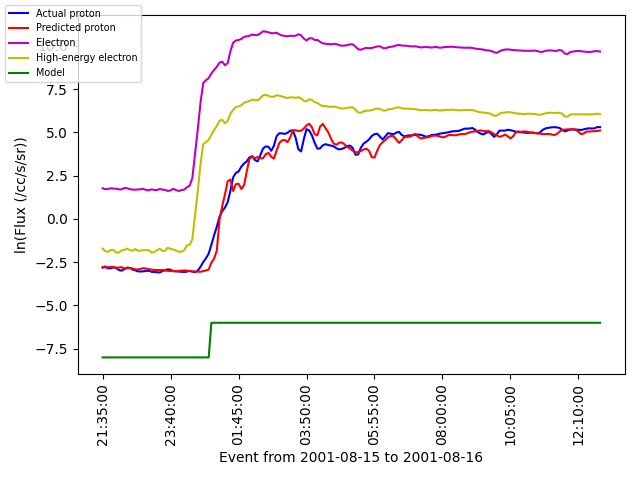 Actual proton
Predicted proton
Electron
High-energy electron
Model
10.0
7.5
5.0
2.5
0.0
−2.5
−5.0
−7.5
ln(Flux (/cc/s/sr))
21:35:00
23:40:00
01:45:00
03:50:00
05:55:00
08:00:00
10:05:00
12:10:00
Event from 2001-08-15 to 2001-08-16